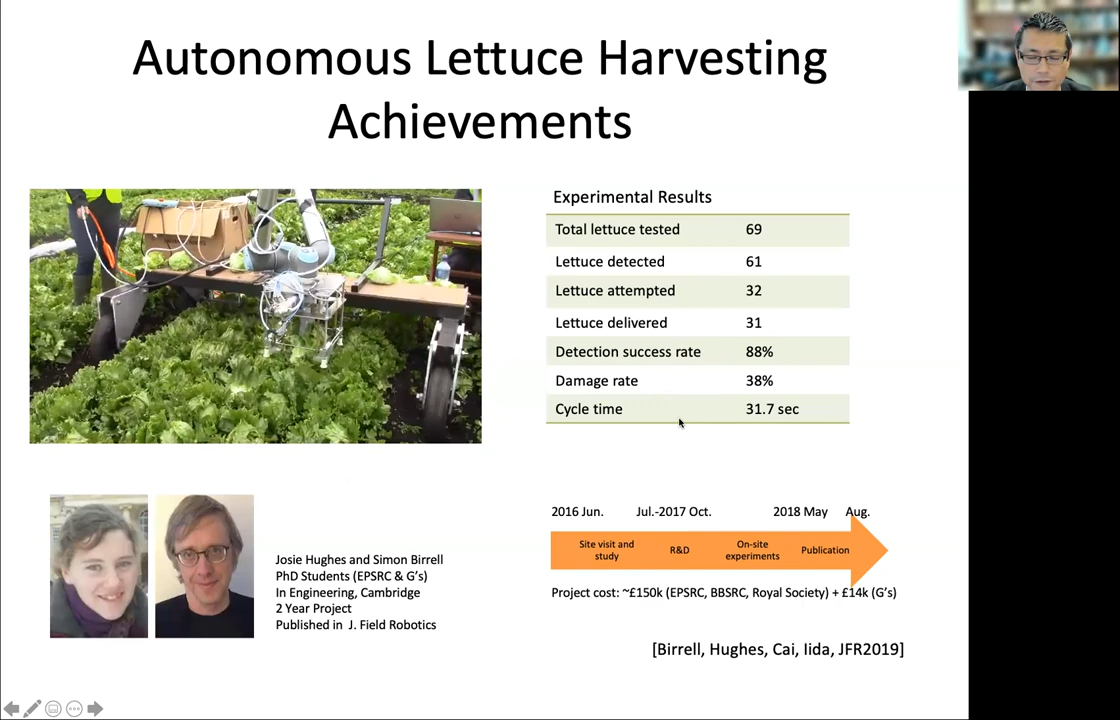 Autonomous Lettuce Harvesting
Achievements
Experimental Results
Total lettuce tested 69
Lettuce detected 61
Lettuce attempted 32
Lettuce delivered 31
Detection success rate 88%
Damage rate 38%
Cycle time 31.7 sec
Josie Hughes and Simon Birrell
PhD Students (EPSRC & G's)
In Engineering, Cambridge
2 Year Project
Published in J. Field Robotics
2016 Jun. Jul.-2017 Oct. 2018 May Aug.
Site visit and
study
R&D
On-site
experiments
Publication
Project cost: ~£150k (EPSRC, BBSRC, Royal Society) + £14k (G's)
[Birrell, Hughes, Cai, Iida, JFR2019]